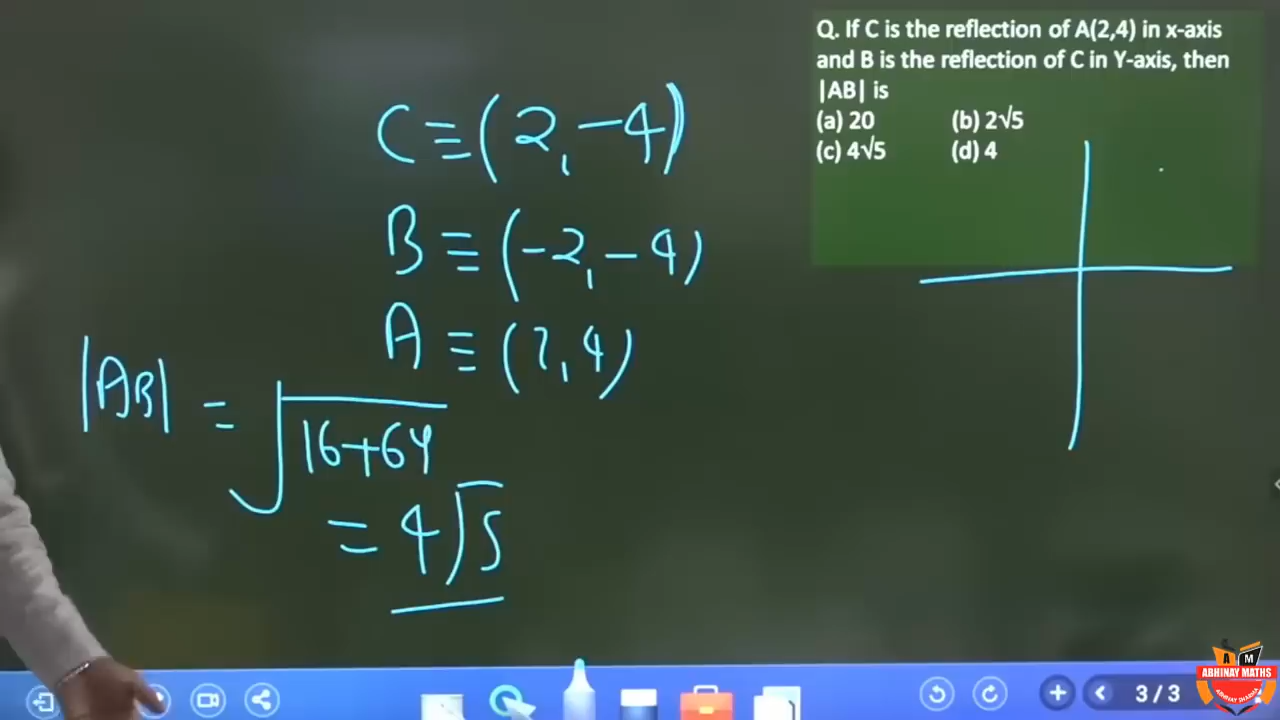 Q. If C is the reflection of A(2,4) in x-axis
and B is the reflection of C in Y-axis, then
|AB| is
(a) 20 (b) 2√5
(c) 4√5 (d) 4
C ≡ (2, -4)
B ≡ (-2, -4)
A ≡ (2, 4)
|AB| = √16+64
= 4√5
3 / 3
A M
ABHINAY MATHS
ABHINAY SHARMA